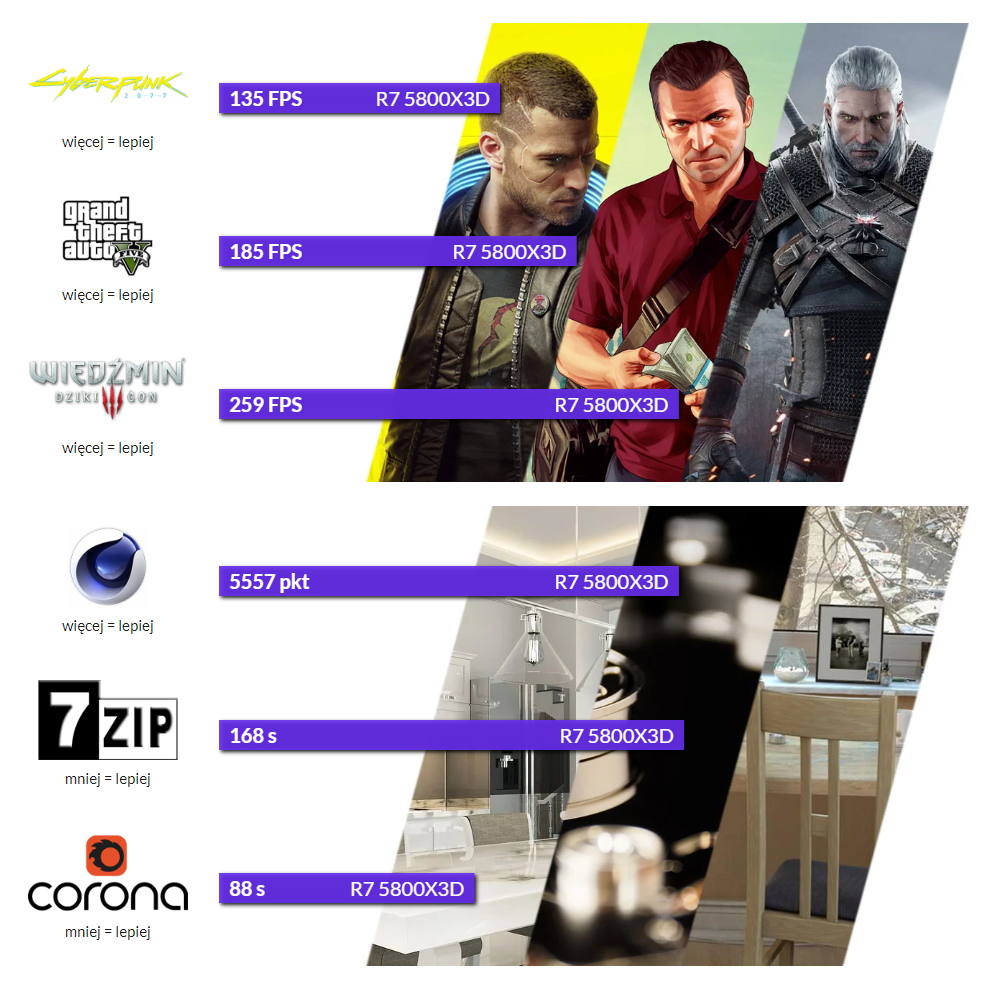 Cyberpunk
2077
135 FPS R7 5800X3D
więcej = lepiej
grand
theft
auto V
FIVE
185 FPS R7 5800X3D
więcej = lepiej
WIEDŹMIN
DZIKI III GON
259 FPS R7 5800X3D
więcej = lepiej
5557 pkt R7 5800X3D
więcej = lepiej
7ZIP
168 s R7 5800X3D
mniej = lepiej
corona
88 s R7 5800X3D
mniej = lepiej